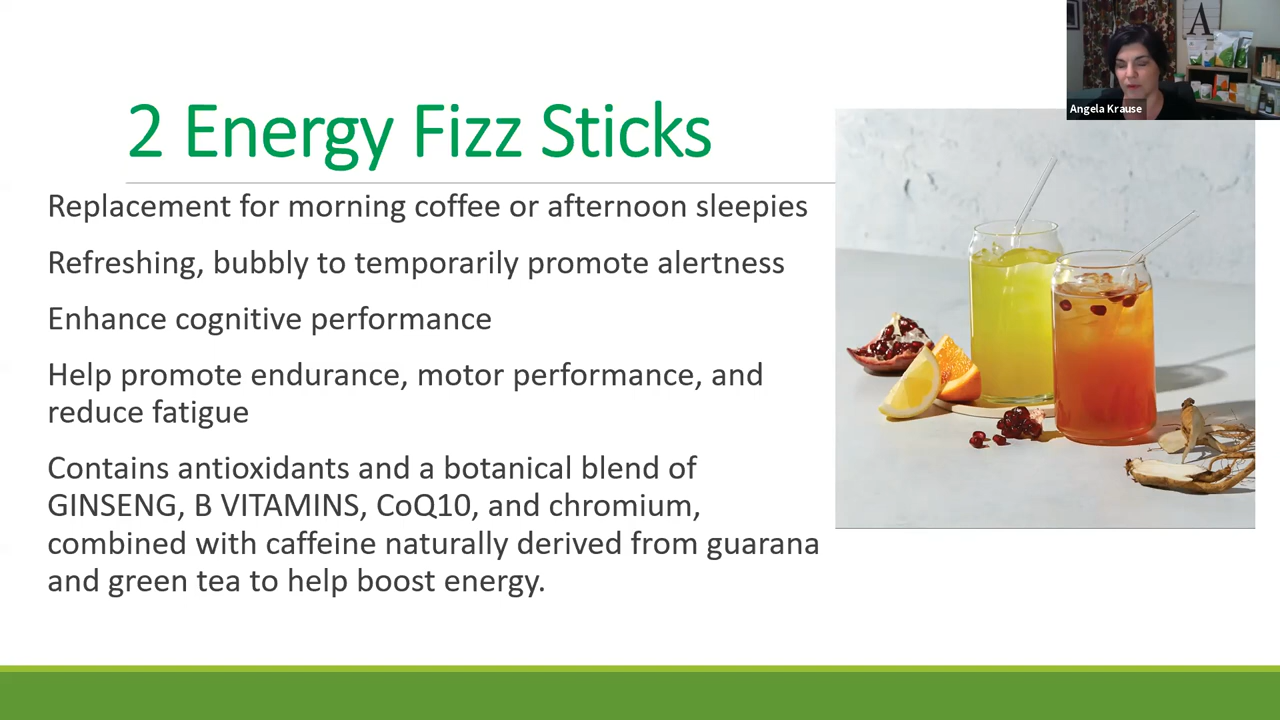 2 Energy Fizz Sticks
Replacement for morning coffee or afternoon sleepies
Refreshing, bubbly to temporarily promote alertness
Enhance cognitive performance
Help promote endurance, motor performance, and
reduce fatigue
Contains antioxidants and a botanical blend of
GINSENG, B VITAMINS, CoQ10, and chromium,
combined with caffeine naturally derived from guarana
and green tea to help boost energy.
A
Angela Krause